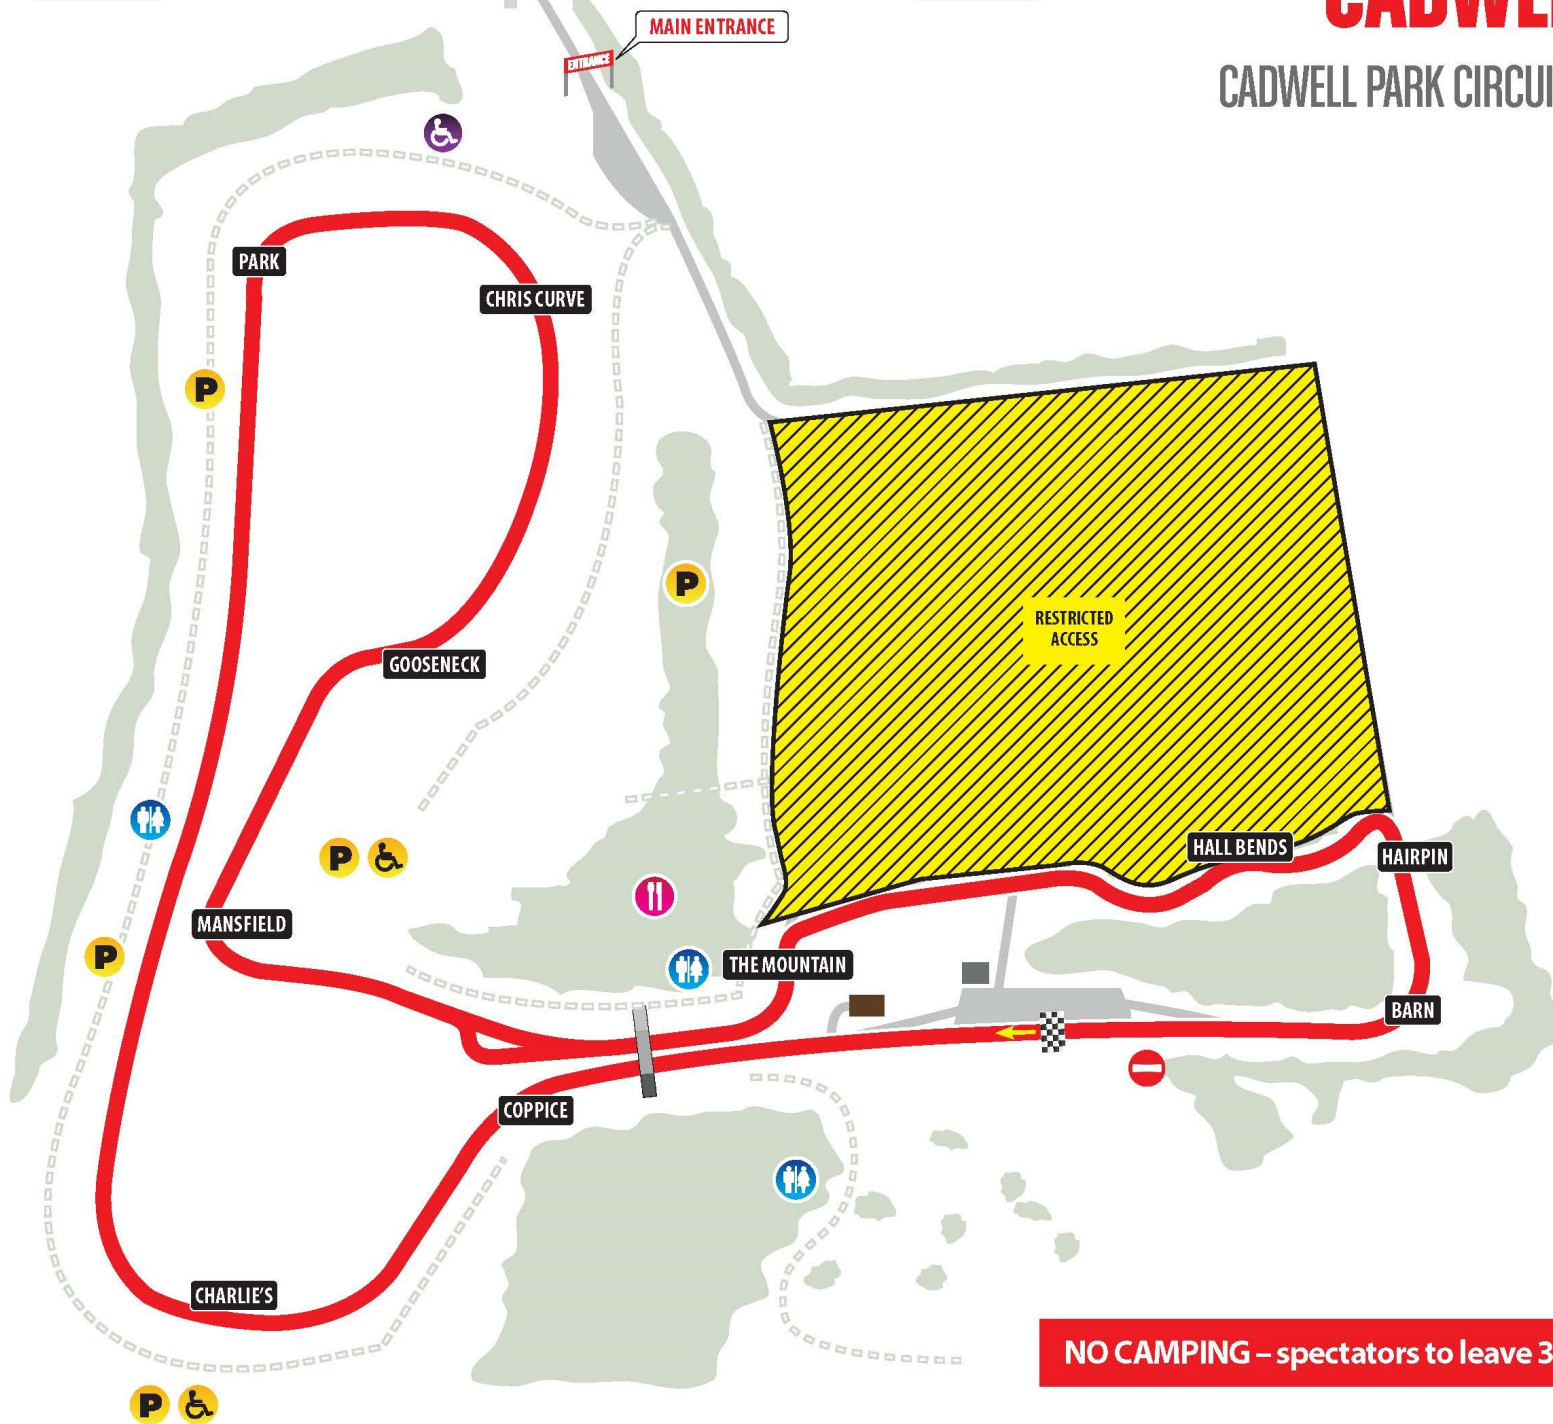 MAIN ENTRANCE
ENTRANCE
CADWEL
CADWELL PARK CIRCUI
PARK
CHRIS CURVE
P
P
RESTRICTED
ACCESS
GOOSENECK
HALL BENDS
HAIRPIN
P
MANSFIELD
P
THE MOUNTAIN
BARN
COPPICE
CHARLIE'S
NO CAMPING – spectators to leave 3
P